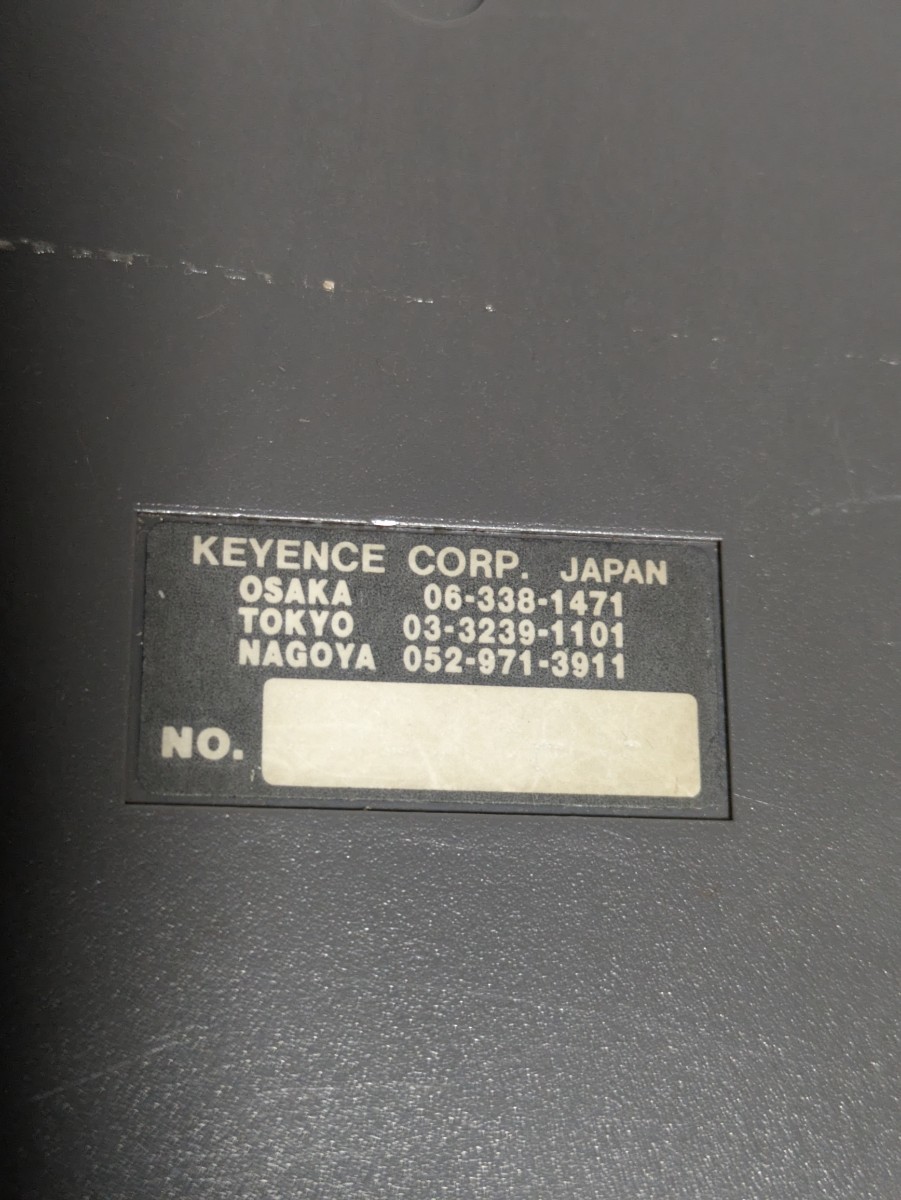 KEYENCE CORP. JAPAN
OSAKA 06-338-1471
TOKYO 03-3239-1101
NAGOYA 052-971-3911
NO.